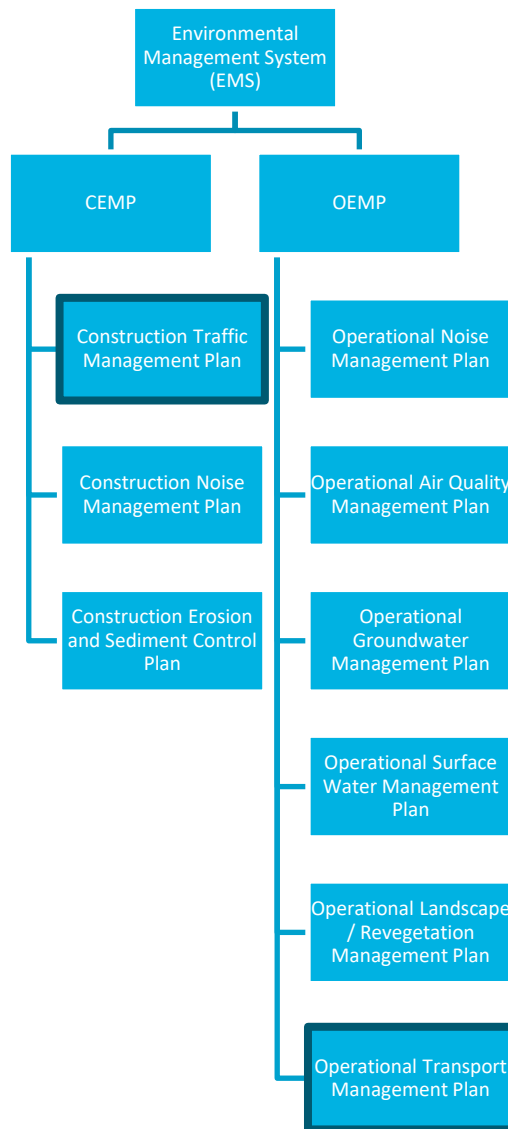 Environmental
Management System
(EMS)
CEMP
OEMP
Construction Traffic
Management Plan
Construction Noise
Management Plan
Construction Erosion
and Sediment Control
Plan
Operational Noise
Management Plan
Operational Air Quality
Management Plan
Operational
Groundwater
Management Plan
Operational Surface
Water Management
Plan
Operational Landscape
/ Revegetation
Management Plan
Operational Transport
Management Plan